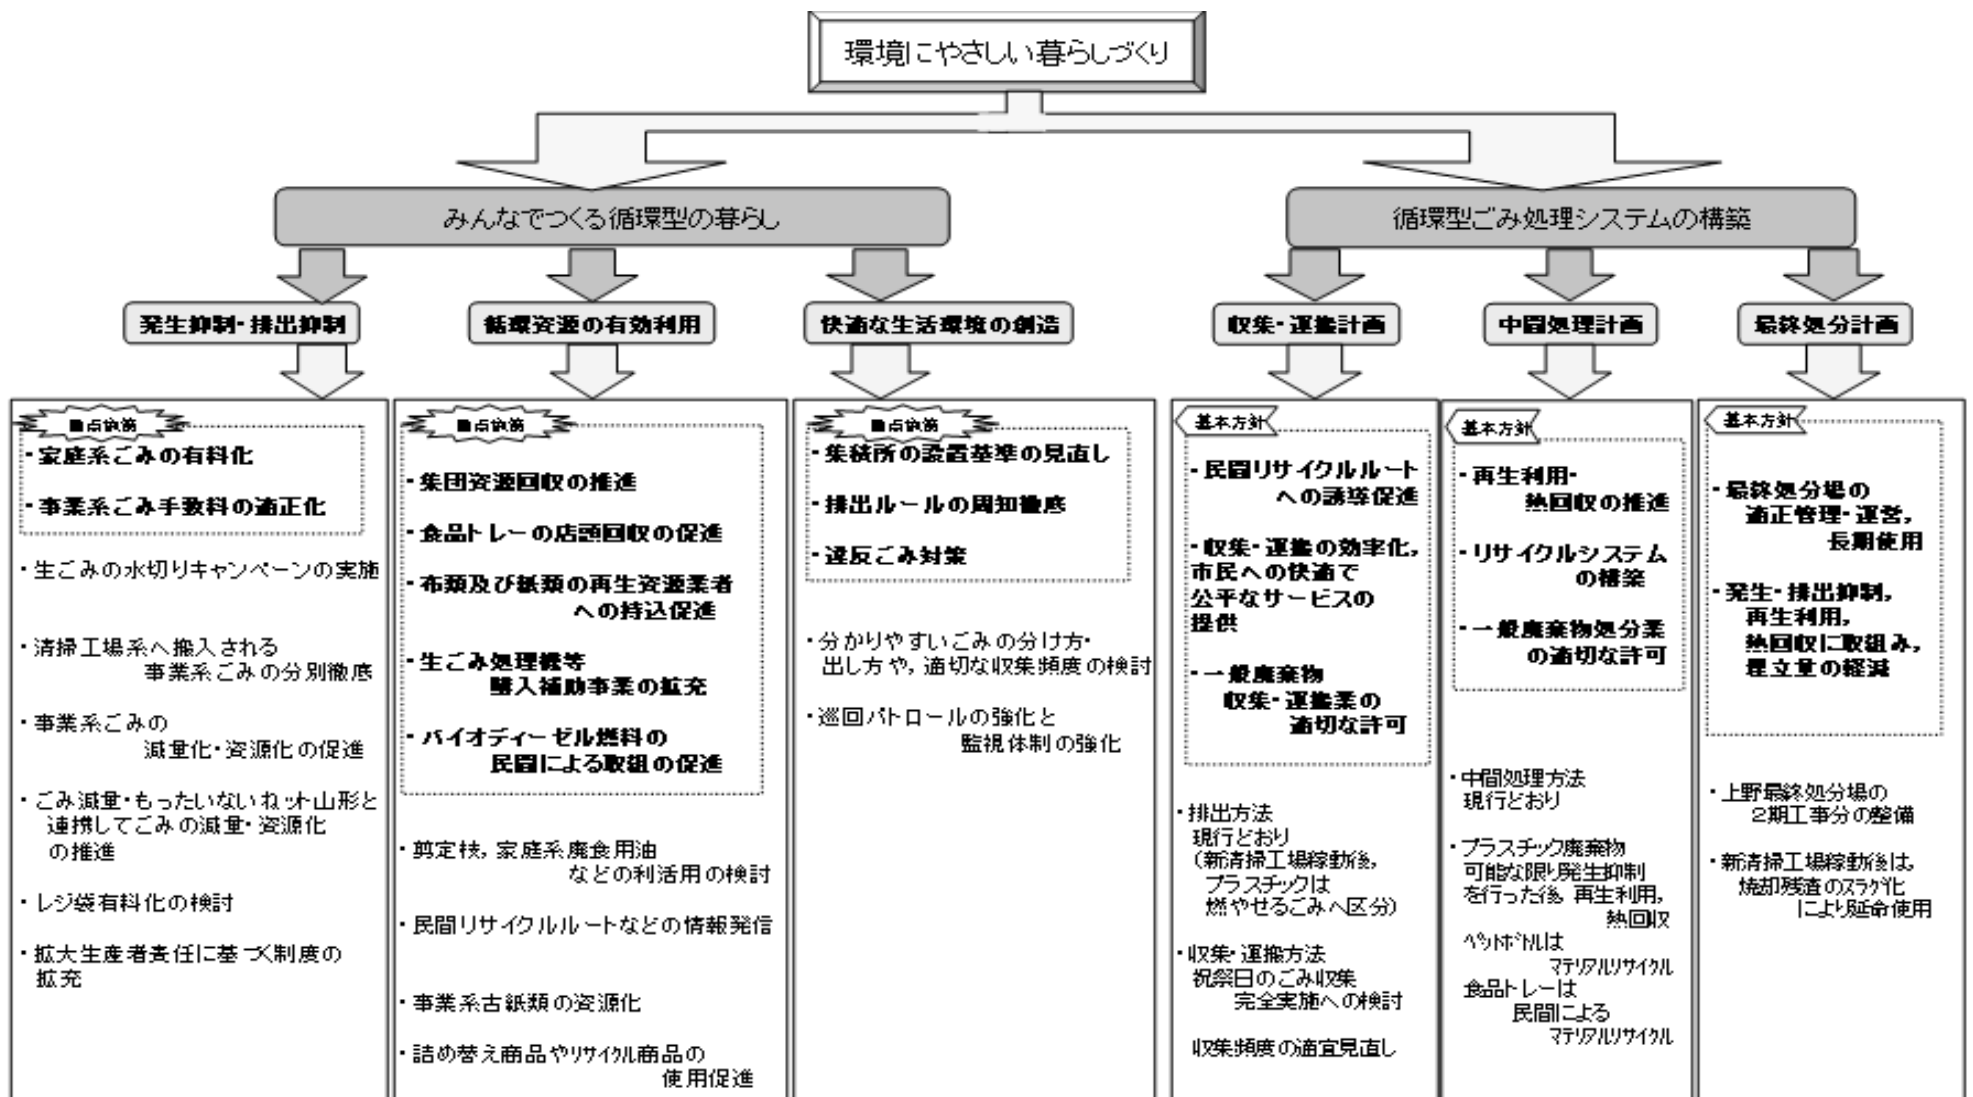 環境にやさしい暮らしづくり
みんなでつくる循環型の暮らし
循環型ごみ処理システムの構築
発生抑制・排出抑制
循環資源の有効利用
快適な生活環境の創造
収集・運搬計画
中間処理計画
最終処分計画
重点施策
・家庭系ごみの有料化
・事業系ごみ手数料の適正化
・生ごみの水切りキャンペーンの実施
・清掃工場系へ搬入される
事業系ごみの分別徹底
・事業系ごみの
減量化・資源化の促進
・ごみ減量・もったいないねット山形と
連携してごみの減量・資源化
の推進
・レジ袋有料化の検討
・拡大生産者責任に基づく制度の
拡充
重点施策
・集団資源回収の推進
・食品トレーの店頭回収の促進
・布類及び紙類の再生資源業者
への持込促進
・生ごみ処理機等
購入補助事業の拡充
・バイオディーゼル燃料の
民間による取組の促進
・剪定枝，家庭系廃食用油
などの利活用の検討
・民間リサイクルルートなどの情報発信
・事業系古紙類の資源化
・詰め替え商品やリサイクル商品の
使用促進
重点施策
・集積所の設置基準の見直し
・排出ルールの周知徹底
・違反ごみ対策
・分かりやすいごみの分け方・
出し方や，適切な収集頻度の検討
・巡回パトロールの強化と
監視体制の強化
基本方針
・民間リサイクルルート
への誘導促進
・収集・運搬の効率化，
市民への快適で
公平なサービスの
提供
・一般廃棄物
収集・運搬業の
適切な許可
・排出方法
現行どおり
（新清掃工場稼動後，
プラスチックは
燃やせるごみへ区分）
・収集・運搬方法
祝祭日のごみ収集
完全実施への検討
収集頻度の適宜見直し
基本方針
・再生利用・
熱回収の推進
・リサイクルシステム
の構築
・一般廃棄物処分業
の適切な許可
・中間処理方法
現行どおり
・プラスチック廃棄物
可能な限り発生抑制
を行った後，再生利用，
熱回収
ペットボトルは
マテリアルリサイクル
食品トレーは
民間による
マテリアルリサイクル
基本方針
・最終処分場の
適正管理・運営，
長期使用
・発生・排出抑制，
再生利用，
熱回収に取組み，
埋立量の軽減
・上野最終処分場の
２期工事分の整備
・新清掃工場稼動後は，
焼却残渣のスラグ化
により延命使用